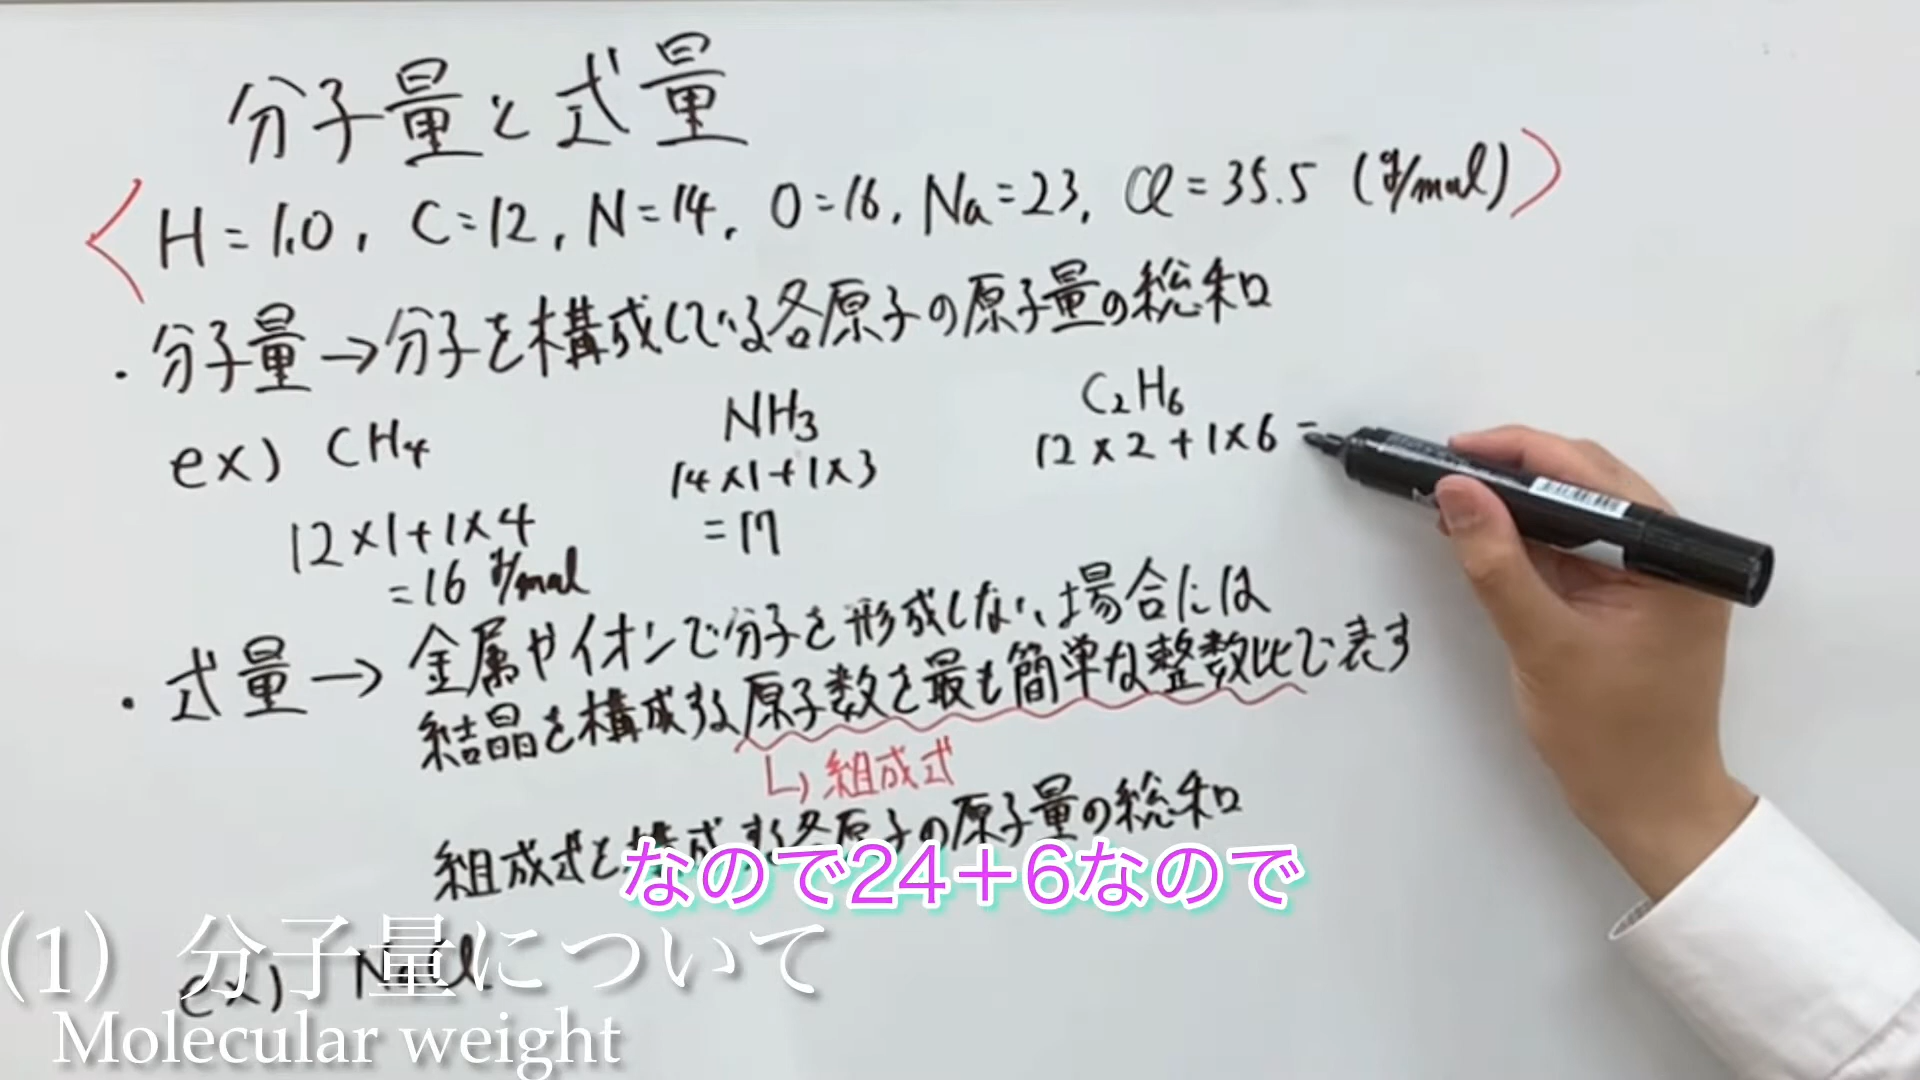 分子量と式量
H=1.0, C=12, N=14, O=16, Na=23, Cl=35.5 (g/mol)
・分子量→分子を構成している各原子の原子量の総和
ex) CH₄
12×1+1×4
=16 g/mol
NH₃
14×1+1×3
=17
C₂H₆
12×2+1×6=
・式量→金属やイオンで分子を形成しない場合には
結晶を構成する原子数を最も簡単な整数比で表す
↳組成式
組成式を構成する各原子の原子量の総和
なので24+6なので
ex) NaCl
(1) 分子量について
Molecular weight